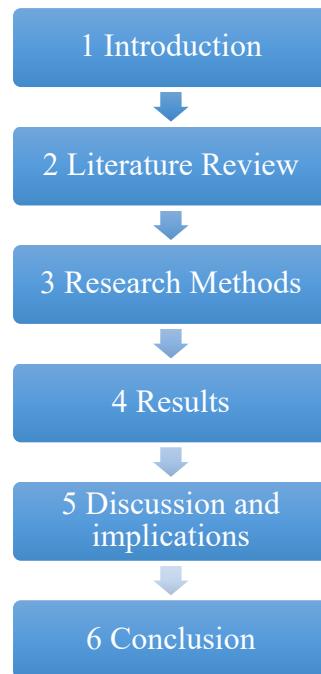 1 Introduction
2 Literature Review
3 Research Methods
4 Results
5 Discussion and
implications
6 Conclusion